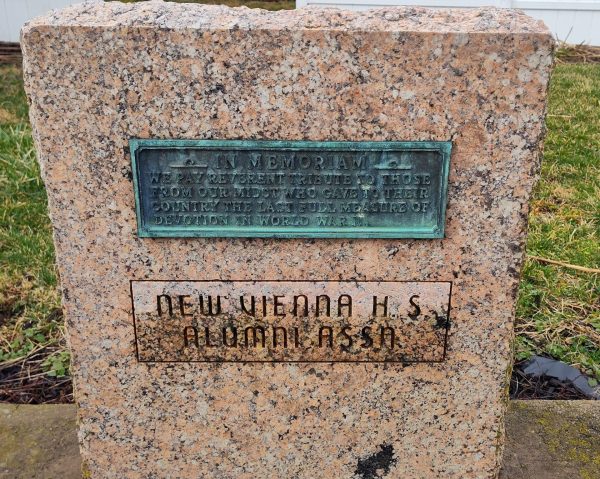 IN MEMORIAM
WE PAY REVERENT TRIBUTE TO THOSE
FROM OUR MIDST WHO GAVE TO THEIR
COUNTRY THE LAST FULL MEASURE OF
DEVOTION IN WORLD WAR
NEW VIENNA H.S.
ALUMNI ASSN